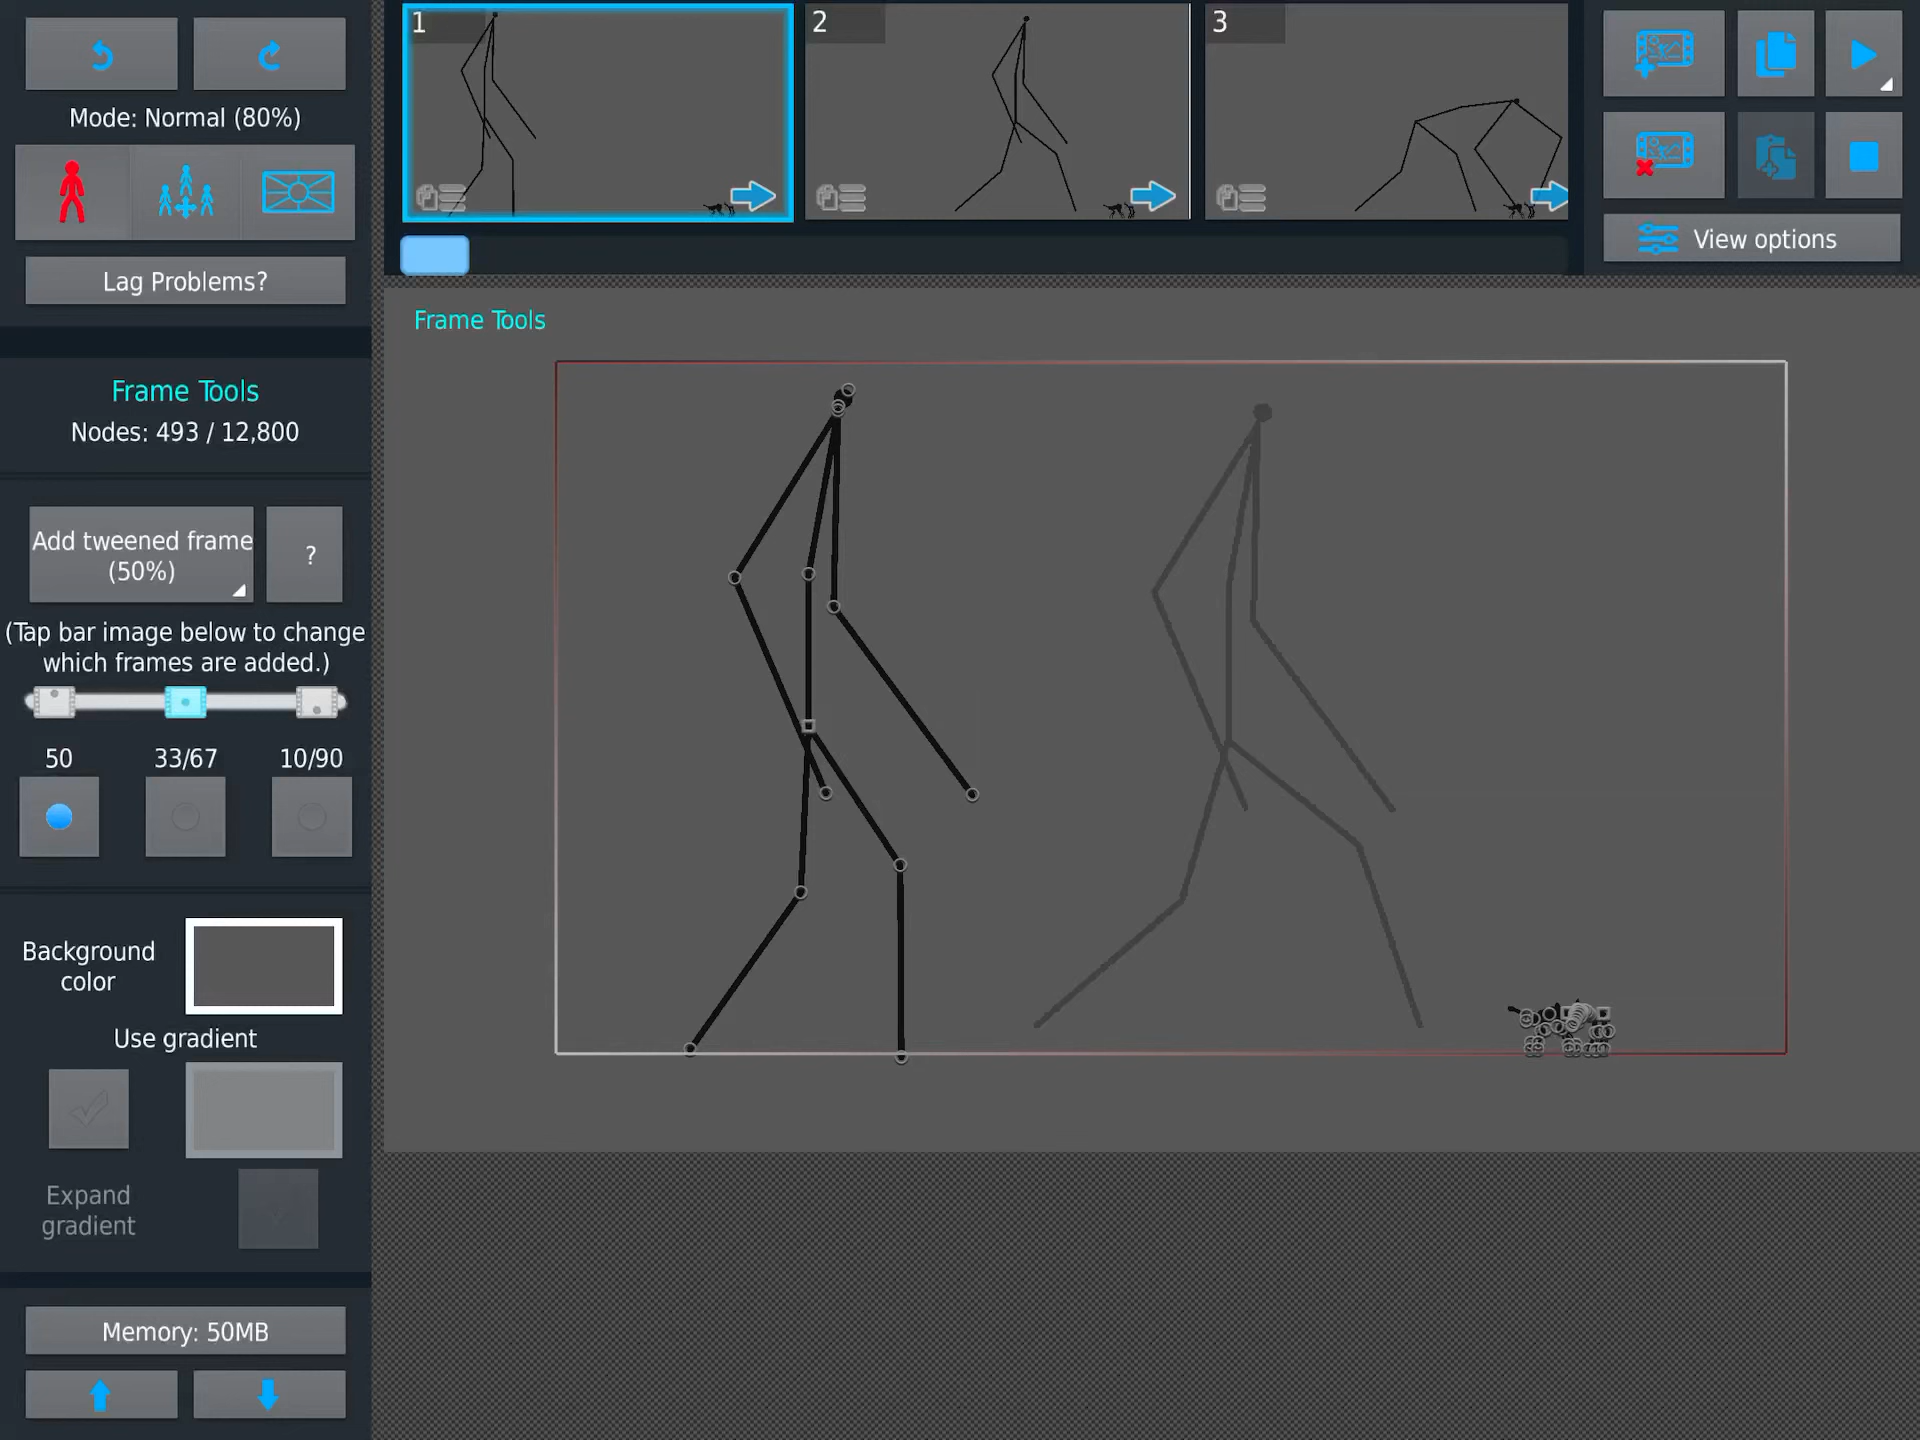 Mode: Normal (80%)
Lag Problems?
1
2
3
View options
Frame Tools
Frame Tools
Nodes: 493 / 12,800
Add tweened frame
(50%)
?
(Tap bar image below to change
which frames are added.)
50
33/67
10/90
Background
color
Use gradient
Expand
gradient
Memory: 50MB